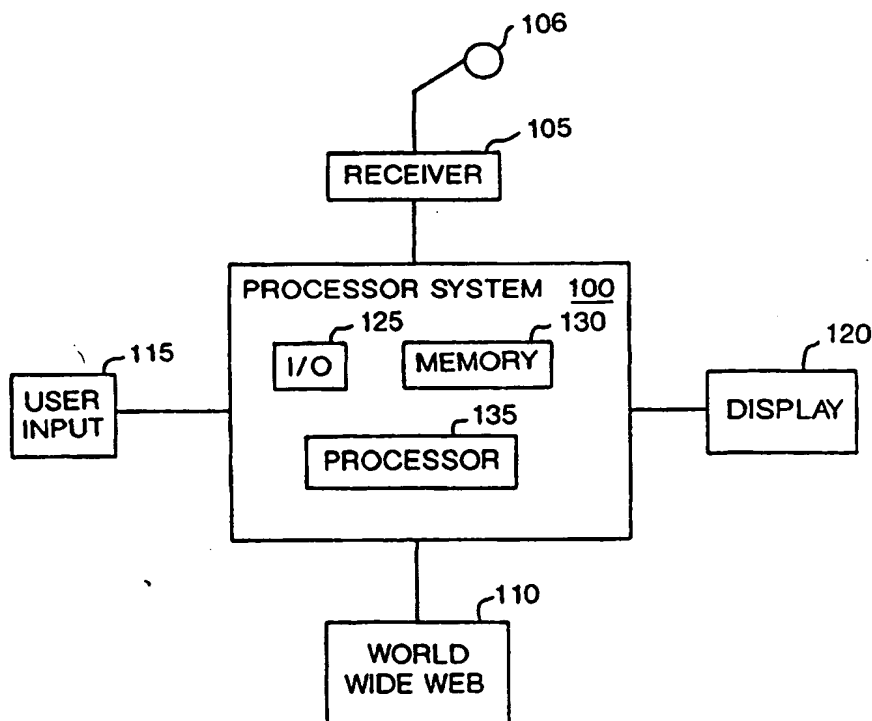 106
105
RECEIVER
PROCESSOR SYSTEM 100
125
130
I/O
MEMORY
115
120
USER
INPUT
DISPLAY
135
PROCESSOR
110
WORLD
WIDE WEB